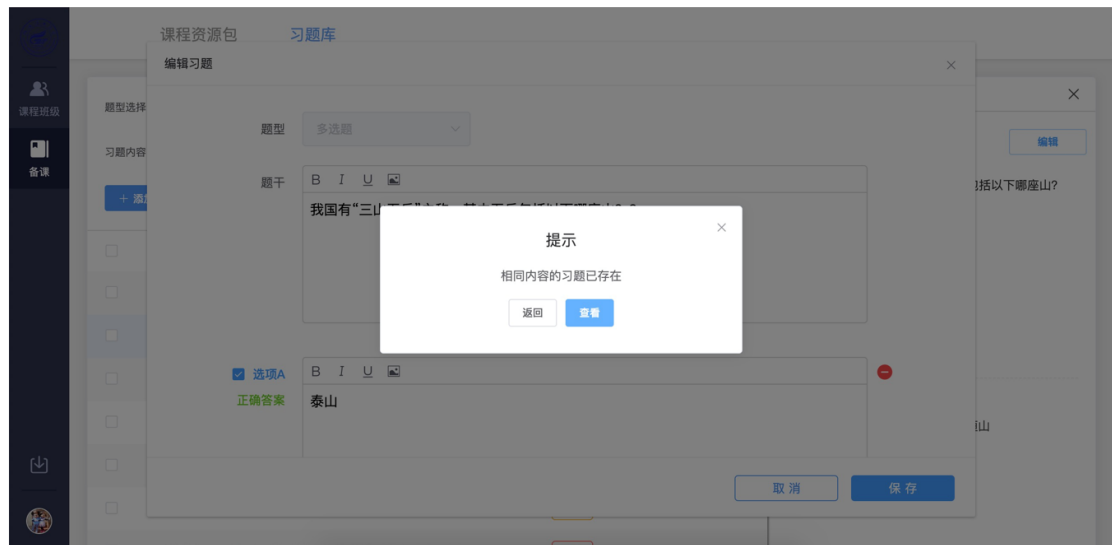 课程资源包 习题库
编辑习题
课程班级
题型选择
题型 多选题
编辑
习题内容
备课
题干 B I U
括以下哪座山?
+ 添加
我国有“三山
提示
相同内容的习题已存在
返回 查看
选项A B I U
正确答案 泰山
取消 保存